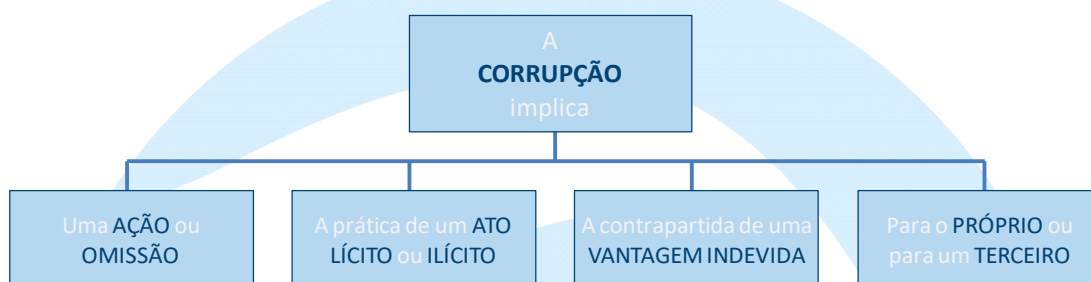 A
CORRUPÇÃO
implica
Uma AÇÃO ou
OMISSÃO
A prática de um ATO
LÍCITO ou ILÍCITO
A contrapartida de uma
VANTAGEM INDEVIDA
Para o PRÓPRIO ou
para um TERCEIRO